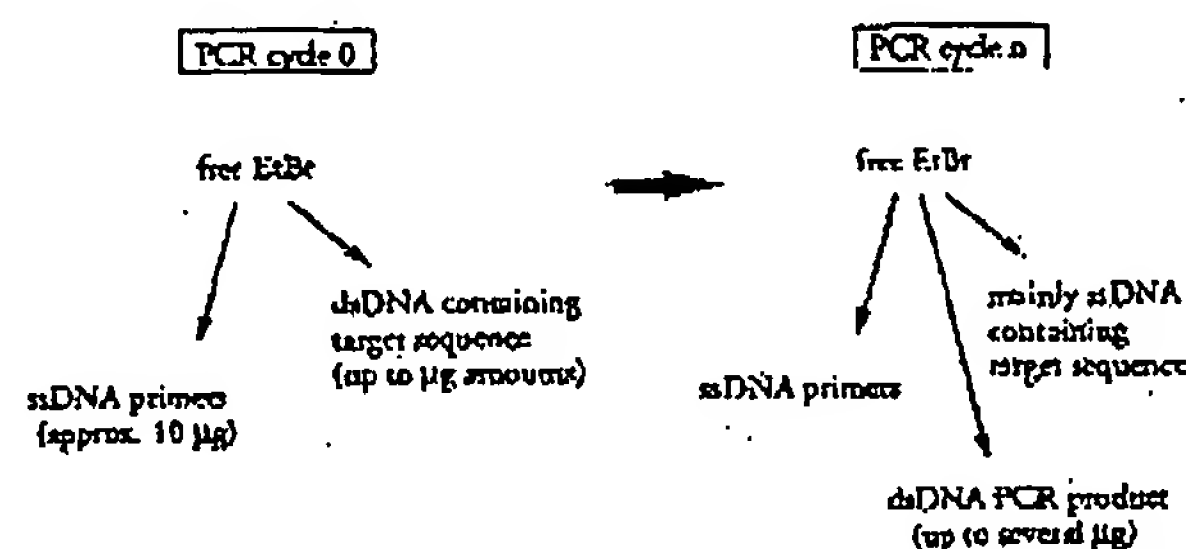 PCR cycle 0
PCR cycle n
free EtBr
free EtBr
dsDNA containing
target sequence
(up to µg amounts)
ssDNA primers
(approx. 10 µg)
mainly ssDNA
containing
target sequence
ssDNA primers
dsDNA PCR product
(up to several µg)